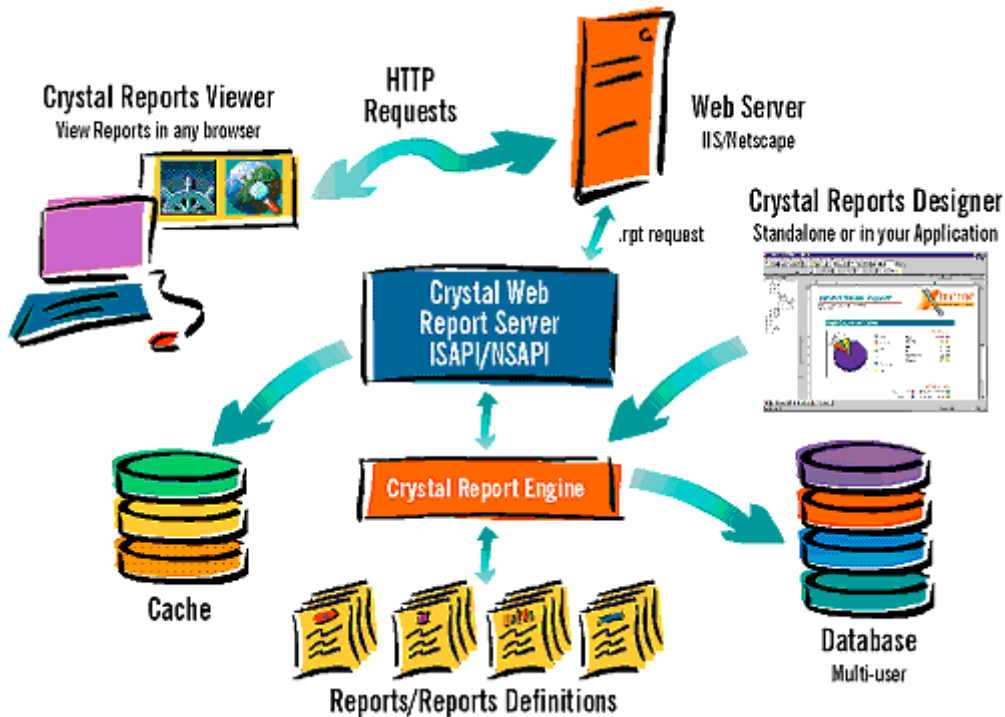 HTTP
Requests
Crystal Reports Viewer
View Reports in any browser
Web Server
IIS/Netscape
.rpt request
Crystal Reports Designer
Standalone or in your Application
Crystal Web
Report Server
ISAPI/NSAPI
Crystal Report Engine
Cache
Database
Multi-user
Reports/Reports Definitions